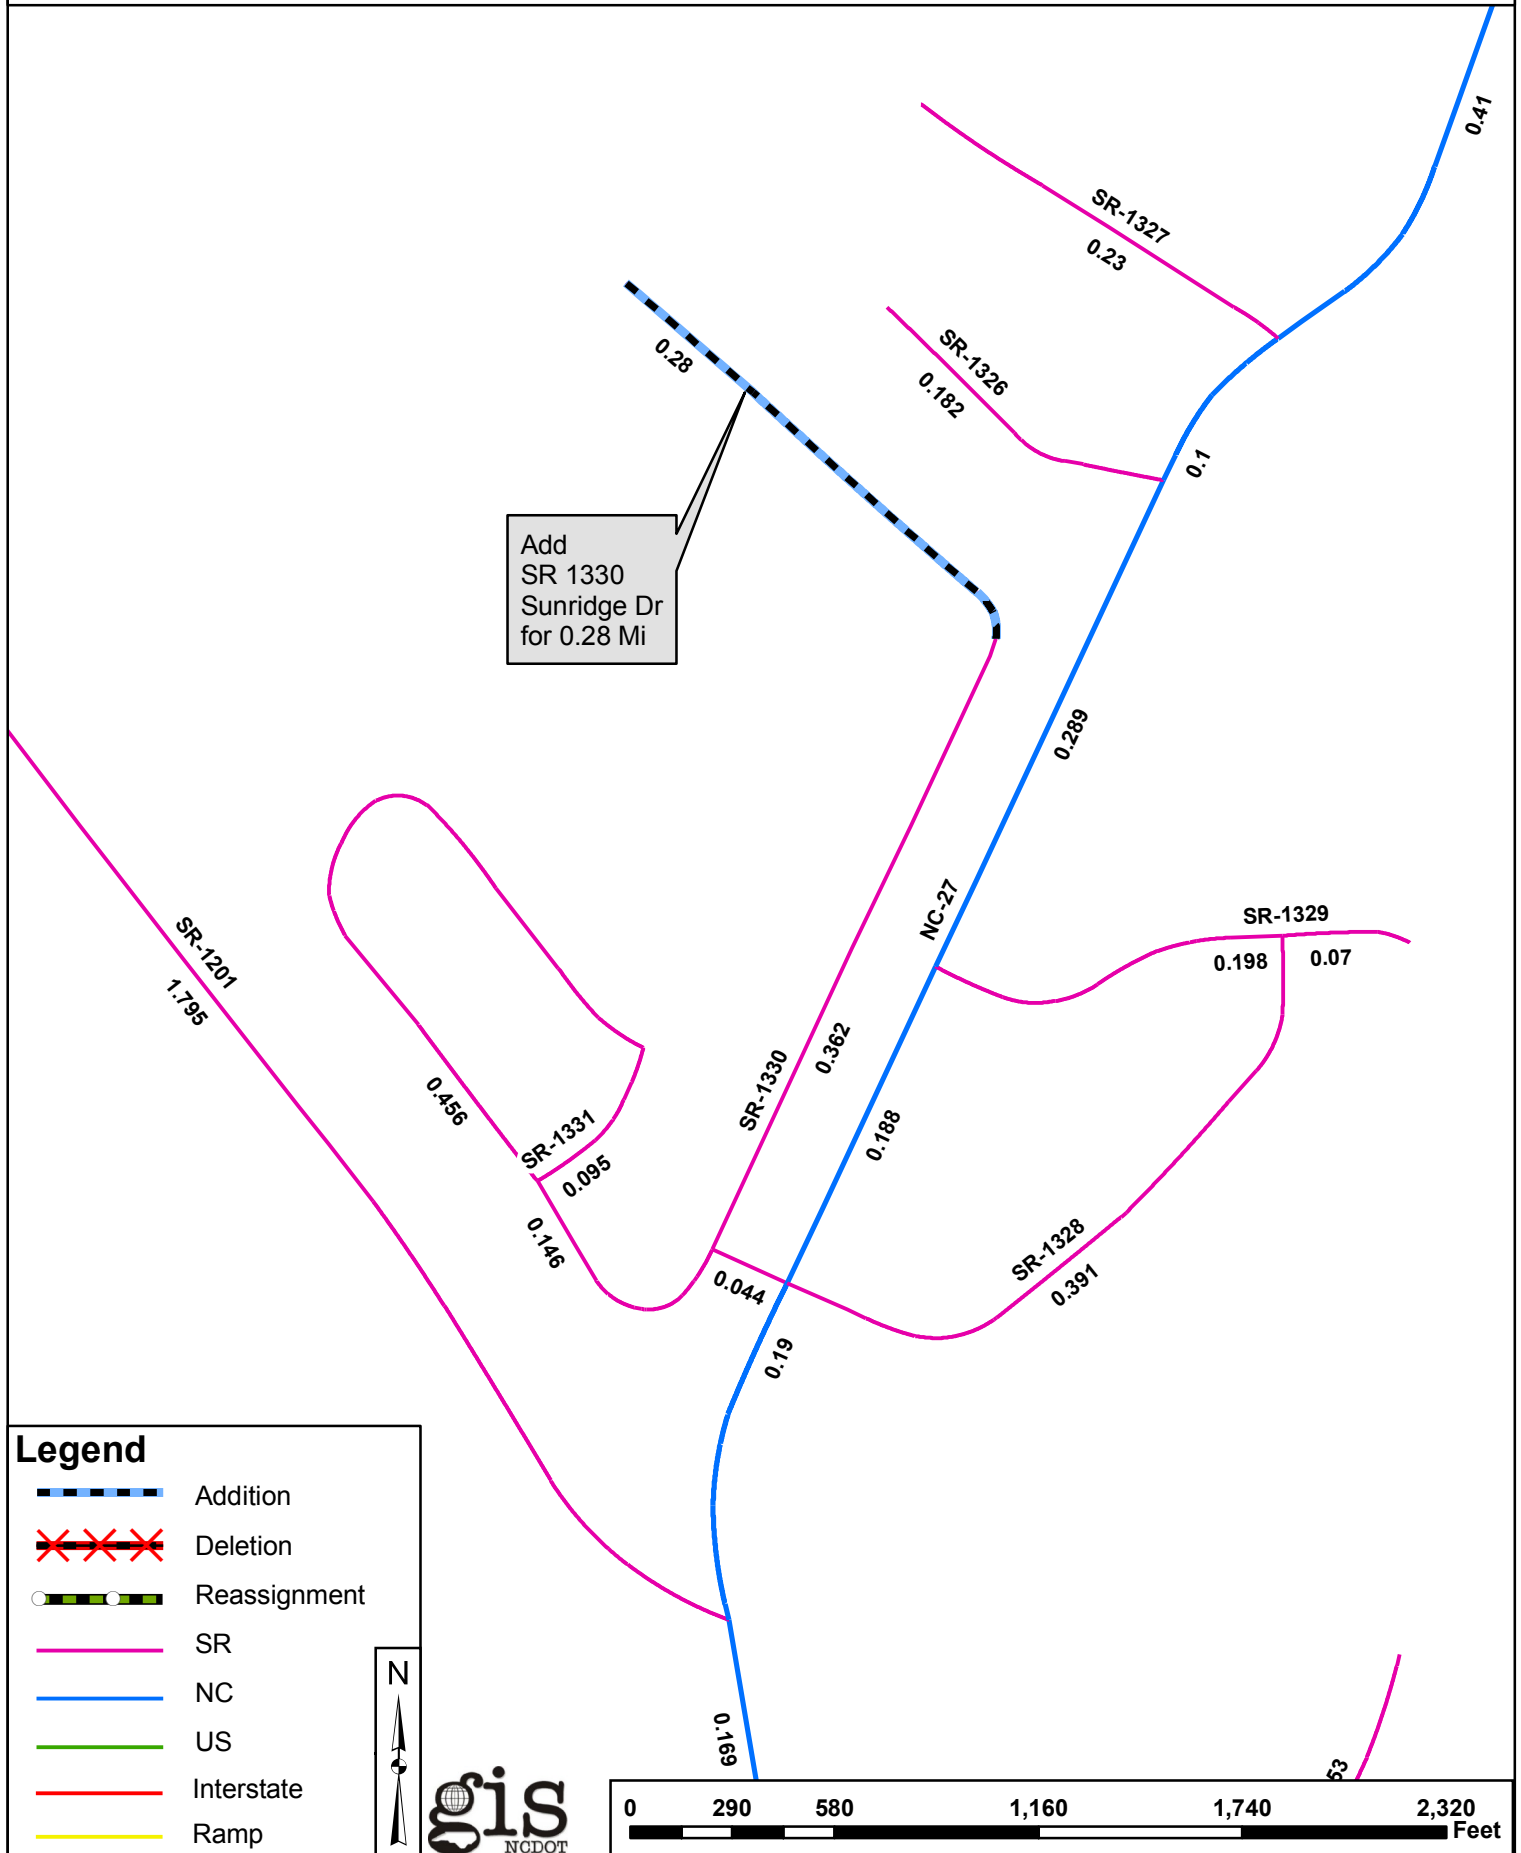 0.41
SR-1327
0.23
SR-1326
0.182
0.28
0.1
Add
SR 1330
Sunridge Dr
for 0.28 Mi
0.289
NC-27
SR-1329
0.198
0.07
SR-1201
1.795
0.362
SR-1330
0.456
SR-1331
0.095
0.188
0.146
SR-1328
0.391
0.044
0.19
Legend
Addition
Deletion
Reassignment
SR
NC
US
Interstate
Ramp
N
gis
NCDOT
0.169
53
0 290 580 1,160 1,740 2,320
Feet